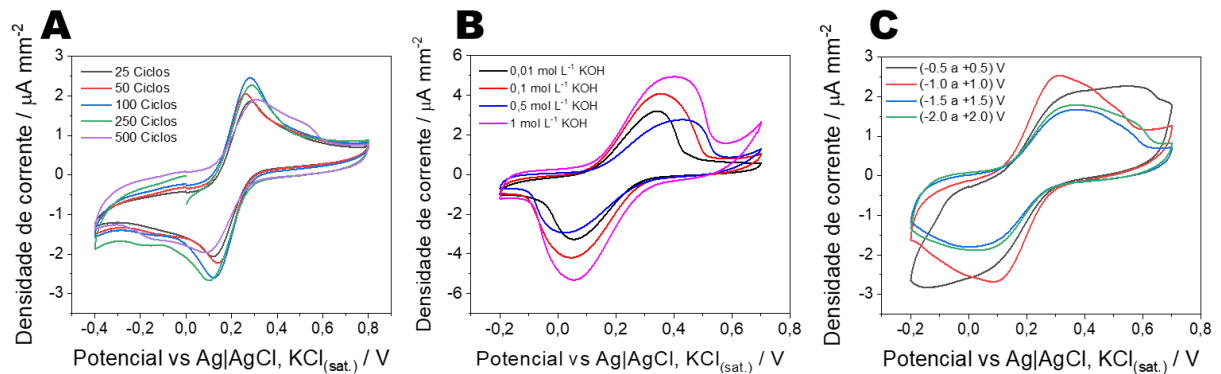 A
Densidade de corrente / µA mm⁻²
3
2
1
0
-1
-2
-3
25 Ciclos
50 Ciclos
100 Ciclos
250 Ciclos
500 Ciclos
-0,4 -0,2 0,0 0,2 0,4 0,6 0,8
Potencial vs Ag|AgCl, KCl(sat.) / V
B
Densidade de corrente / µA mm⁻²
6
4
2
0
-2
-4
-6
0,01 mol L⁻¹ KOH
0,1 mol L⁻¹ KOH
0,5 mol L⁻¹ KOH
1 mol L⁻¹ KOH
-0,2 0,0 0,2 0,4 0,6 0,8
Potencial vs Ag|AgCl, KCl(sat.) / V
C
Densidade de corrente / µA mm⁻²
3
2
1
0
-1
-2
-3
(-0.5 a +0.5) V
(-1.0 a +1.0) V
(-1.5 a +1.5) V
(-2.0 a +2.0) V
-0,2 0,0 0,2 0,4 0,6 0,8
Potencial vs Ag|AgCl, KCl(sat.) / V